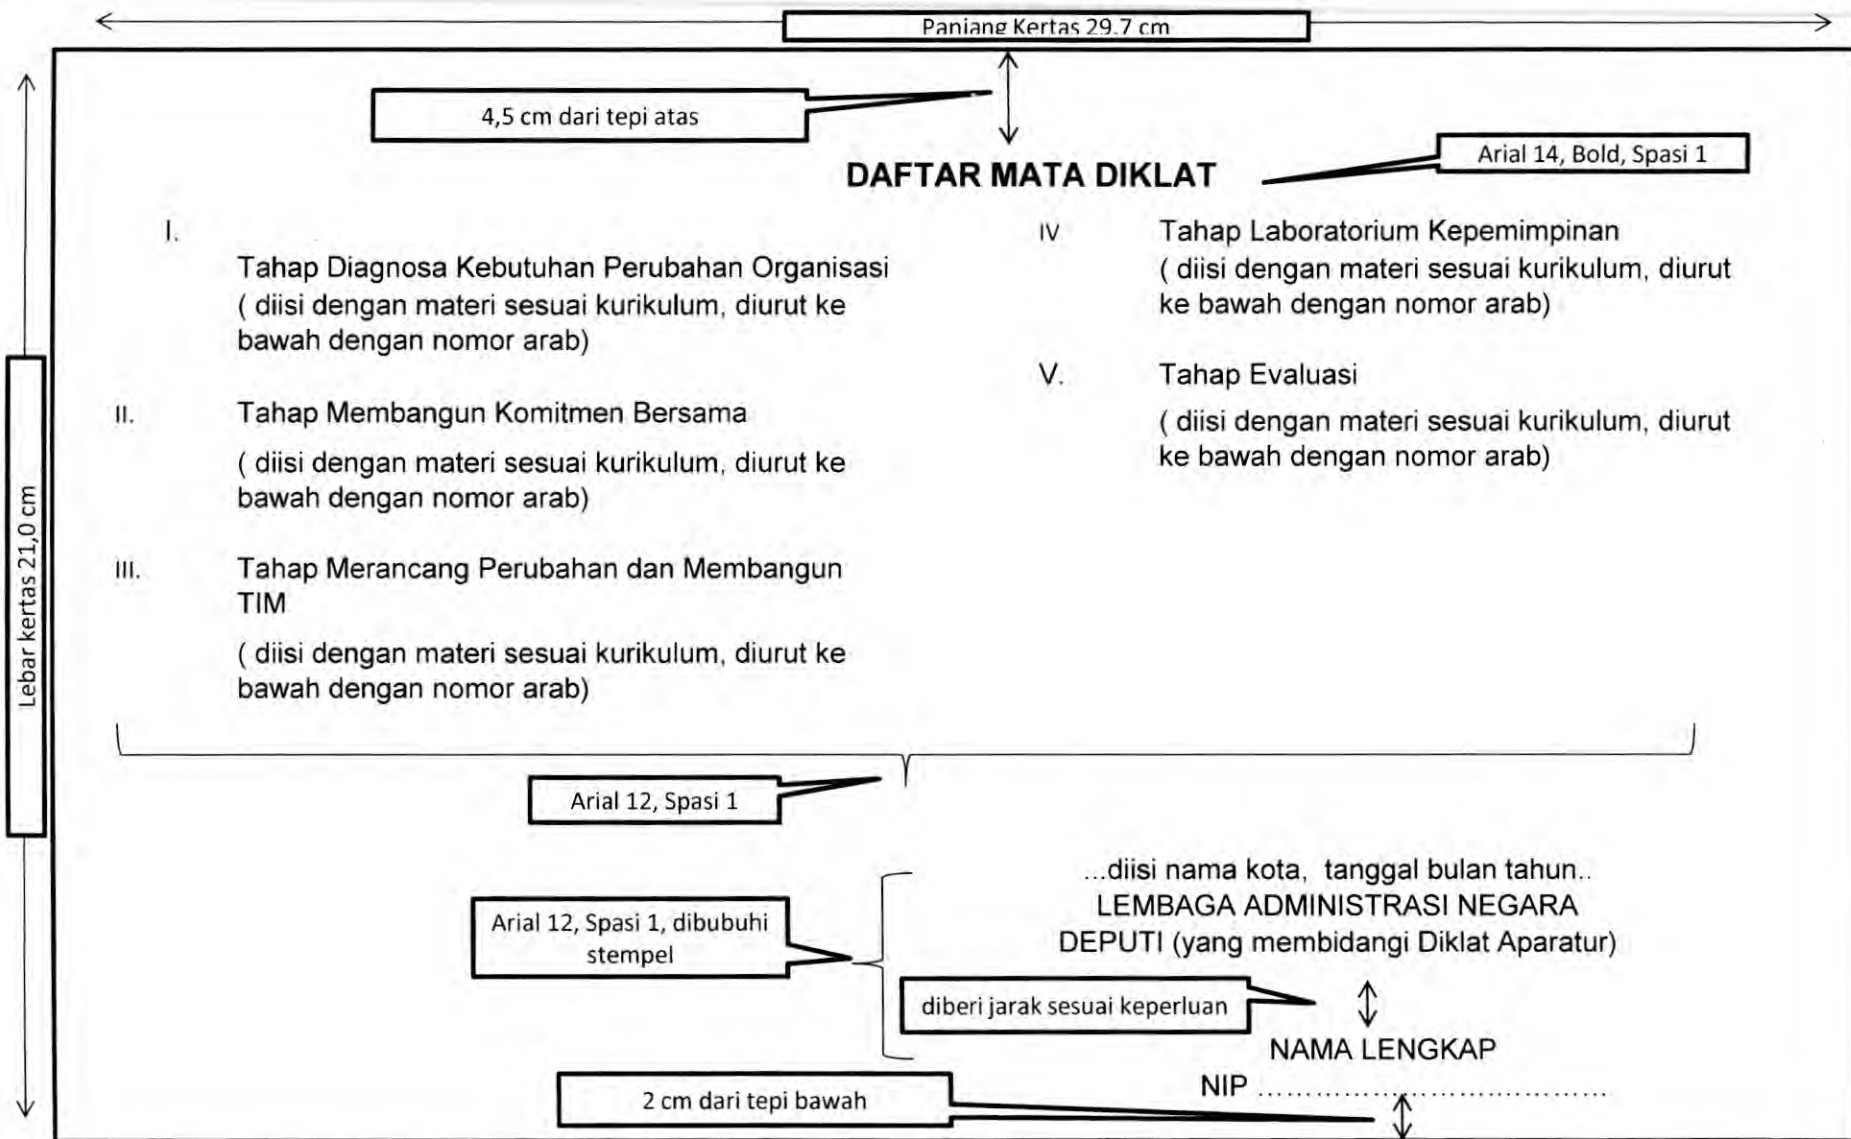 Panjang Kertas 29.7 cm
4,5 cm dari tepi atas
Arial 14, Bold, Spasi 1
DAFTAR MATA DIKLAT
I.
Tahap Diagnosa Kebutuhan Perubahan Organisasi
( diisi dengan materi sesuai kurikulum, diurut ke
bawah dengan nomor arab)
II. Tahap Membangun Komitmen Bersama
( diisi dengan materi sesuai kurikulum, diurut ke
bawah dengan nomor arab)
III. Tahap Merancang Perubahan dan Membangun
TIM
( diisi dengan materi sesuai kurikulum, diurut ke
bawah dengan nomor arab)
IV Tahap Laboratorium Kepemimpinan
( diisi dengan materi sesuai kurikulum, diurut
ke bawah dengan nomor arab)
V. Tahap Evaluasi
( diisi dengan materi sesuai kurikulum, diurut
ke bawah dengan nomor arab)
Lebar kertas 21,0 cm
Arial 12, Spasi 1
...diisi nama kota, tanggal bulan tahun..
LEMBAGA ADMINISTRASI NEGARA
DEPUTI (yang membidangi Diklat Aparatur)
Arial 12, Spasi 1, dibubuhi
stempel
diberi jarak sesuai keperluan
NAMA LENGKAP
NIP ....................................
2 cm dari tepi bawah